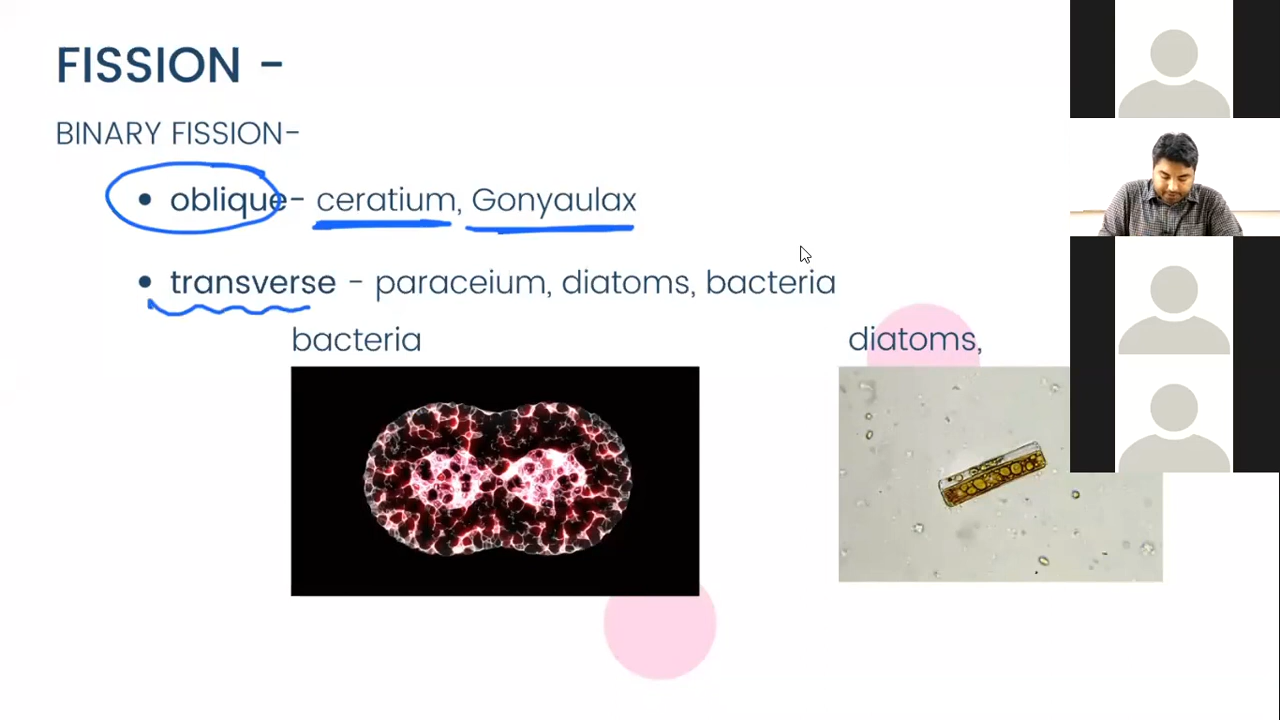 FISSION -
BINARY FISSION-
• oblique- ceratium, Gonyaulax
• transverse - paraceium, diatoms, bacteria
bacteria
diatoms,